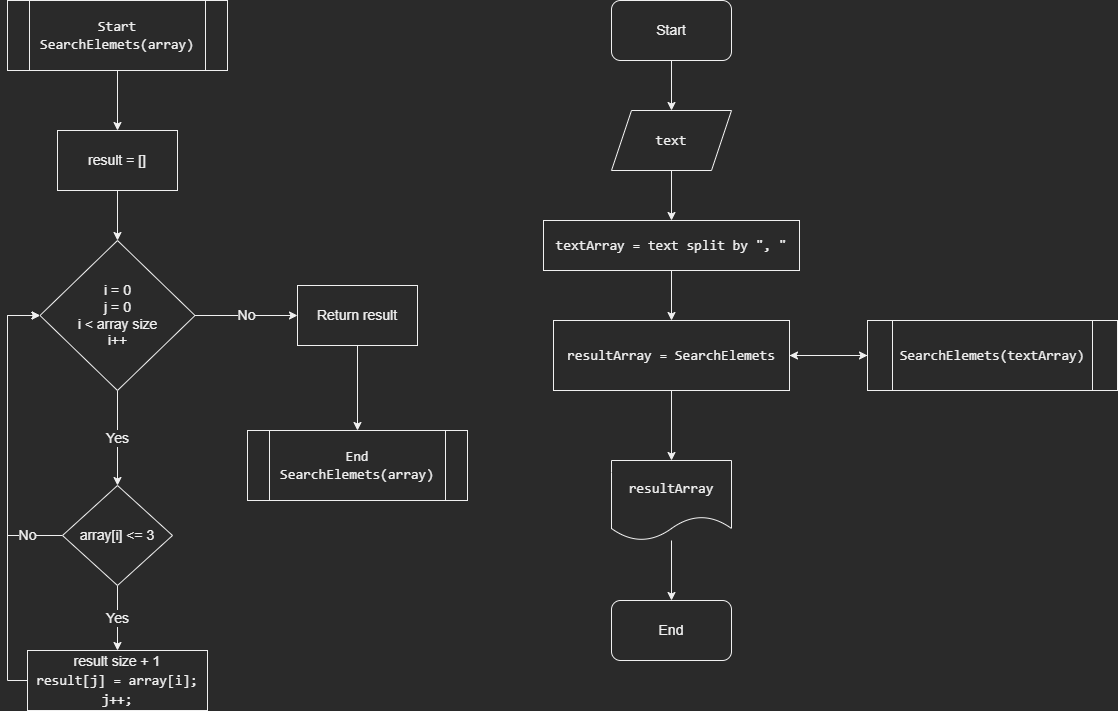 Start
SearchElemets(array)
result = []
i = 0
j = 0
i < array size
i++
No
Return result
Yes
End
SearchElemets(array)
array[i] <= 3
No
Yes
result size + 1
result[j] = array[i];
j++;
Start
text
textArray = text split by ", "
resultArray = SearchElemets
SearchElemets(textArray)
resultArray
End